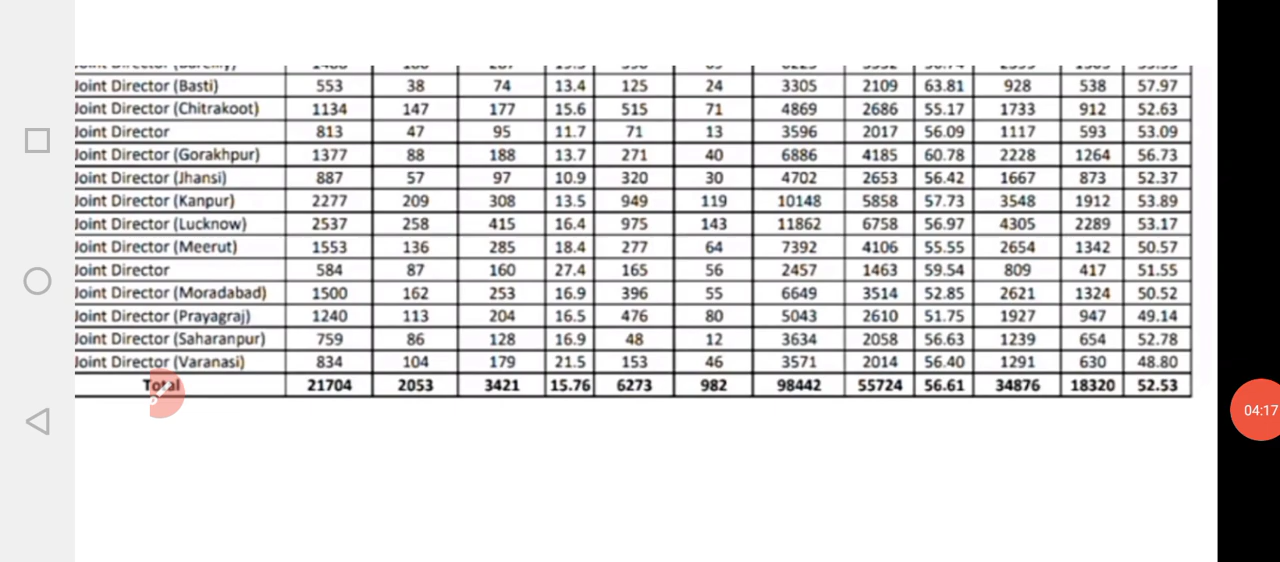 Joint Director (Basti) 553 38 74 13.4 125 24 3305 2109 63.81 928 538 57.97
Joint Director (Chitrakoot) 1134 147 177 15.6 515 71 4869 2686 55.17 1733 912 52.63
Joint Director 813 47 95 11.7 71 13 3596 2017 56.09 1117 593 53.09
Joint Director (Gorakhpur) 1377 88 188 13.7 271 40 6886 4185 60.78 2228 1264 56.73
Joint Director (Jhansi) 887 57 97 10.9 320 30 4702 2653 56.42 1667 873 52.37
Joint Director (Kanpur) 2277 209 308 13.5 949 119 10148 5858 57.73 3548 1912 53.89
Joint Director (Lucknow) 2537 258 415 16.4 975 143 11862 6758 56.97 4305 2289 53.17
Joint Director (Meerut) 1553 136 285 18.4 277 64 7392 4106 55.55 2654 1342 50.57
Joint Director 584 87 160 27.4 165 56 2457 1463 59.54 809 417 51.55
Joint Director (Moradabad) 1500 162 253 16.9 396 55 6649 3514 52.85 2621 1324 50.52
Joint Director (Prayagraj) 1240 113 204 16.5 476 80 5043 2610 51.75 1927 947 49.14
Joint Director (Saharanpur) 759 86 128 16.9 48 12 3634 2058 56.63 1239 654 52.78
Joint Director (Varanasi) 834 104 179 21.5 153 46 3571 2014 56.40 1291 630 48.80
Total 21704 2053 3421 15.76 6273 982 98442 55724 56.61 34876 18320 52.53
04:17